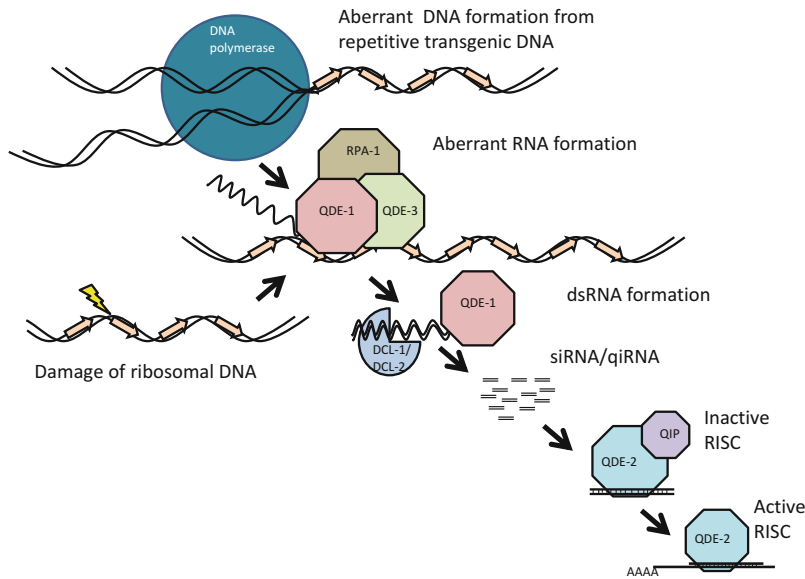 DNA
polymerase
Aberrant DNA formation from
repetitive transgenic DNA
RPA-1
Aberrant RNA formation
QDE-1
QDE-3
QDE-1
dsRNA formation
DCL-1/
DCL-2
Damage of ribosomal DNA
siRNA/qiRNA
QIP
Inactive
RISC
QDE-2
Active
RISC
QDE-2
AAAA